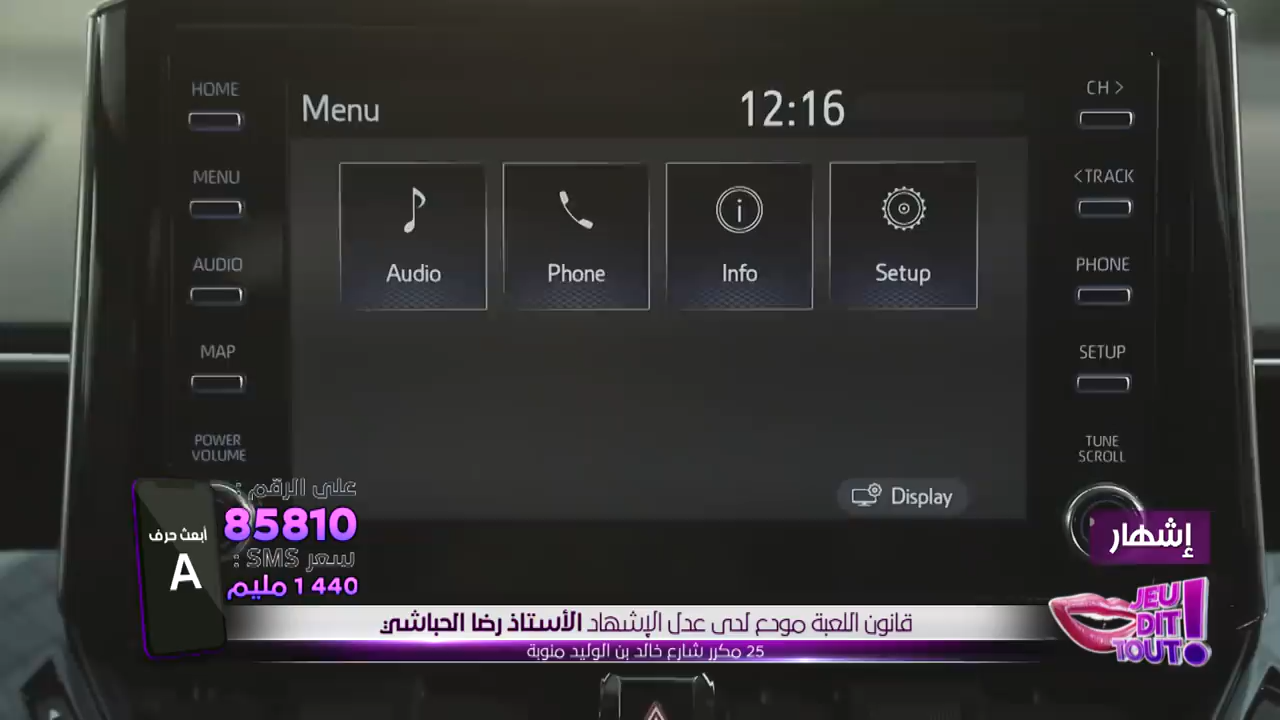 HOME
MENU
AUDIO
MAP
POWER
VOLUME
Menu
12:16
Audio
Phone
Info
Setup
Display
CH >
<TRACK
PHONE
SETUP
TUNE
SCROLL
أبعث حرف
A
على الرقم :
85810
سعر SMS :
1 440 مليم
إشهار
قانون اللعبة مودع لدى عدل الإشهاد الأستاذ رضا الحباشي
25 مكرر شارع خالد بن الوليد منوبة
JEU
DIT
TOUT!